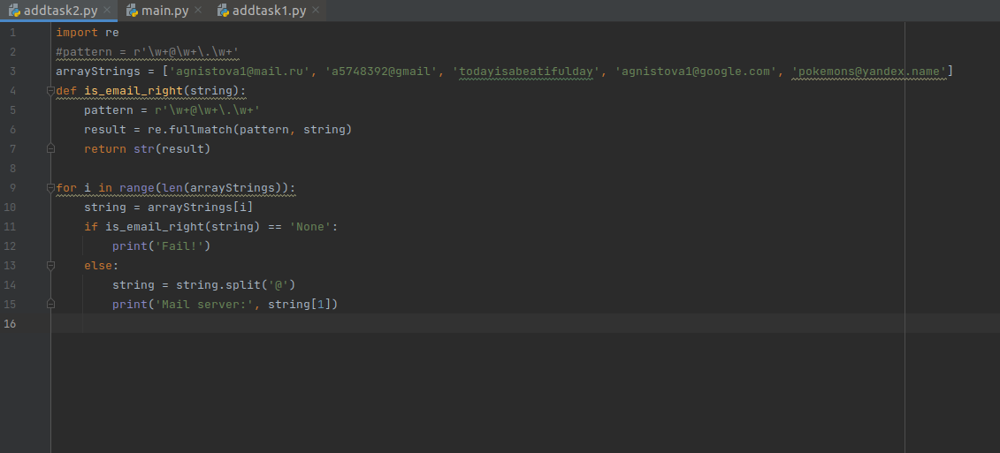 addtask2.py main.py addtask1.py
1 import re
2 #pattern = r'\w+@\w+\.\w+'
3 arrayStrings = ['agnistova1@mail.ru', 'a5748392@gmail', 'todayisabeatifulday', 'agnistova1@google.com', 'pokemons@yandex.name']
4 def is_email_right(string):
5     pattern = r'\w+@\w+\.\w+'
6     result = re.fullmatch(pattern, string)
7     return str(result)
8
9 for i in range(len(arrayStrings)):
10     string = arrayStrings[i]
11     if is_email_right(string) == 'None':
12         print('Fail!')
13     else:
14         string = string.split('@')
15         print('Mail server:', string[1])
16